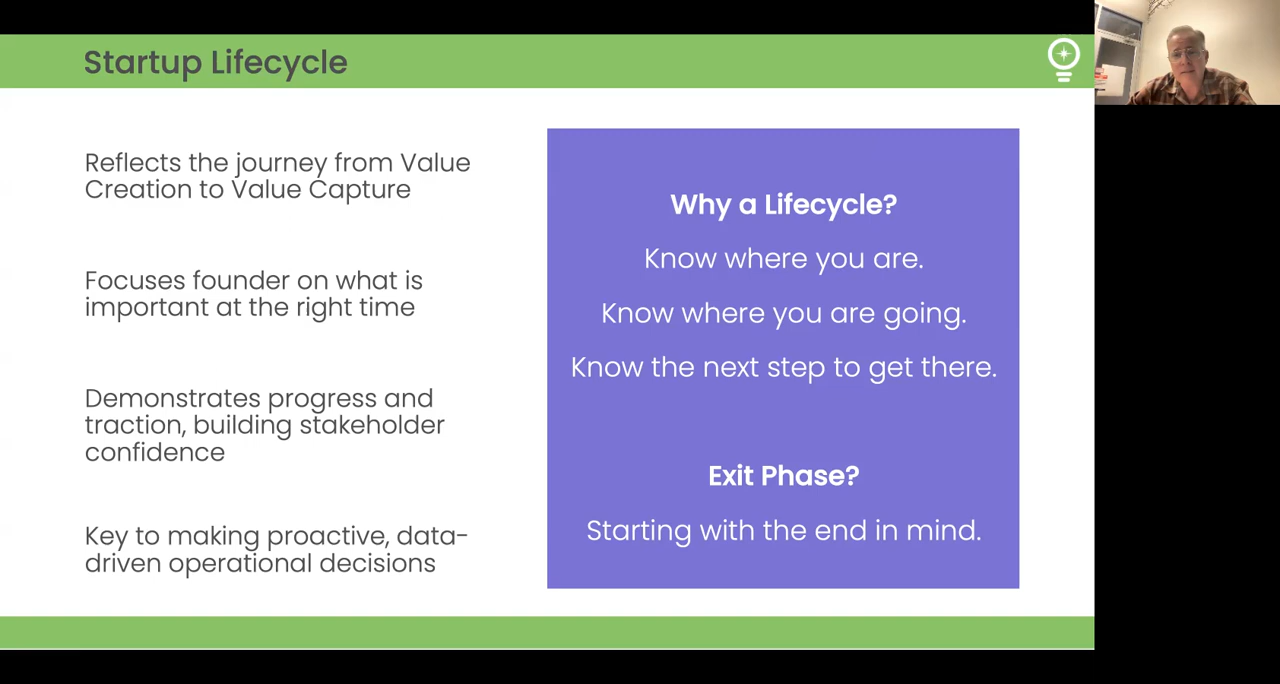 Startup Lifecycle
Reflects the journey from Value
Creation to Value Capture
Focuses founder on what is
important at the right time
Demonstrates progress and
traction, building stakeholder
confidence
Key to making proactive, data-
driven operational decisions
Why a Lifecycle?
Know where you are.
Know where you are going.
Know the next step to get there.
Exit Phase?
Starting with the end in mind.